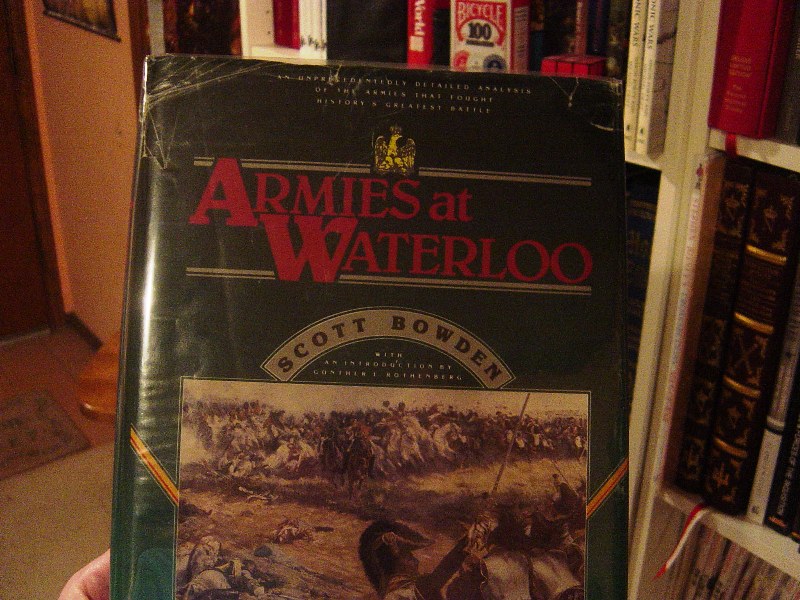 World
BICYCLE
100
AN UNPRECEDENTEDLY DETAILED ANALYSIS
OF THE ARMIES THAT FOUGHT
HISTORY'S GREATEST BATTLE
ARMIES at
WATERLOO
SCOTT BOWDEN
WITH
AN INTRODUCTION BY
GUNTHER E. ROTHENBERG